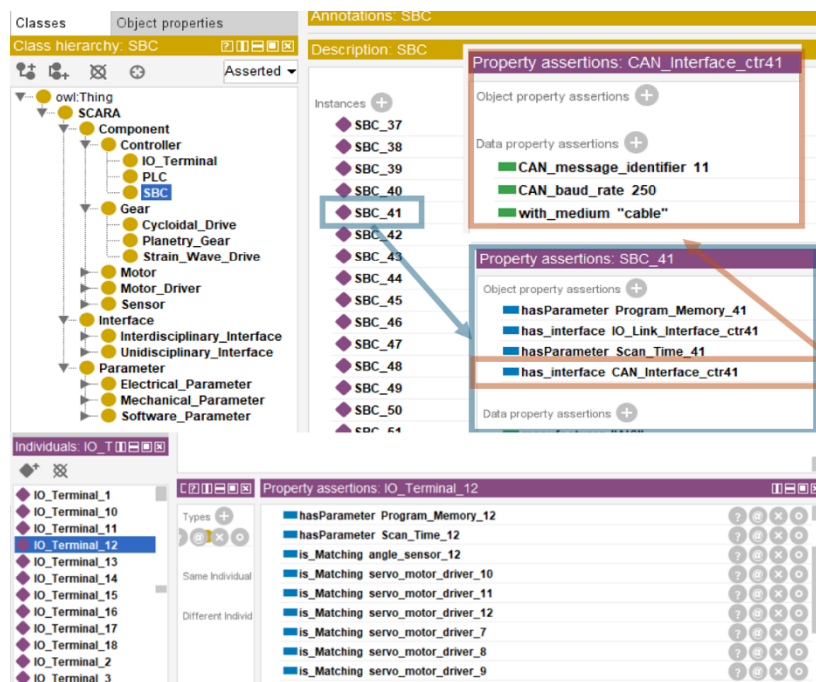 Classes
Object properties
Class hierarchy: SBC
Asserted
owl:Thing
SCARA
Component
Controller
IO_Terminal
PLC
SBC
Gear
Cycloidal_Drive
Planetry_Gear
Strain_Wave_Drive
Motor
Motor_Driver
Sensor
Interface
Interdisciplinary_Interface
Unidisciplinary_Interface
Parameter
Electrical_Parameter
Mechanical_Parameter
Software_Parameter
Annotations: SBC
Description: SBC
Instances
SBC_37
SBC_38
SBC_39
SBC_40
SBC_41
SBC_42
SBC_43
SBC_44
SBC_45
SBC_46
SBC_47
SBC_48
SBC_49
SBC_50
SBC_51
Property assertions: CAN_Interface_ctr41
Object property assertions
Data property assertions
CAN_message_identifier 11
CAN_baud_rate 250
with_medium "cable"
Property assertions: SBC_41
Object property assertions
hasParameter Program_Memory_41
has_interface IO_Link_Interface_ctr41
hasParameter Scan_Time_41
has_interface CAN_Interface_ctr41
Data property assertions
Individuals: IO_T
IO_Terminal_1
IO_Terminal_10
IO_Terminal_11
IO_Terminal_12
IO_Terminal_13
IO_Terminal_14
IO_Terminal_15
IO_Terminal_16
IO_Terminal_17
IO_Terminal_18
IO_Terminal_2
IO_Terminal_3
Types
Same Individual
Different Individ
Property assertions: IO_Terminal_12
hasParameter Program_Memory_12
hasParameter Scan_Time_12
is_Matching angle_sensor_12
is_Matching servo_motor_driver_10
is_Matching servo_motor_driver_11
is_Matching servo_motor_driver_12
is_Matching servo_motor_driver_7
is_Matching servo_motor_driver_8
is_Matching servo_motor_driver_9